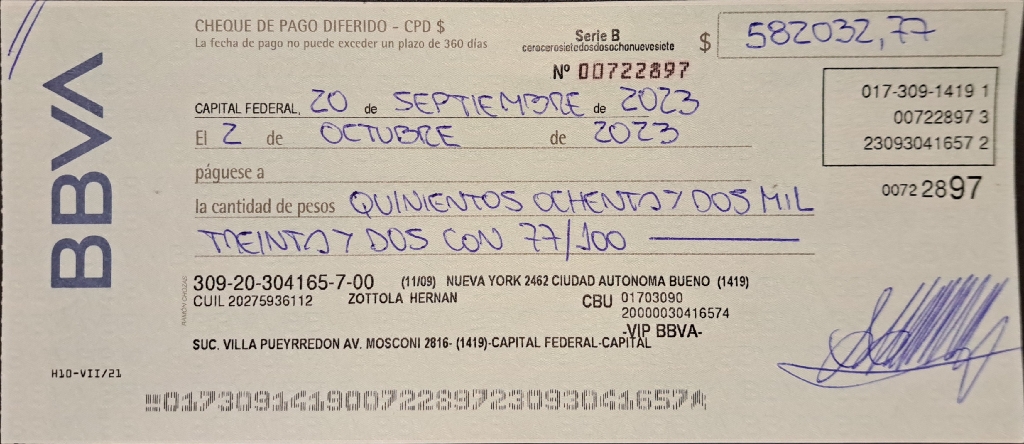 BBVA
CHEQUE DE PAGO DIFERIDO - CPD $
La fecha de pago no puede exceder un plazo de 360 días
Serie B
cerocerosietedosdosochonuevesiete
Nº 00722897
$ 582032,77
CAPITAL FEDERAL, 20 de SEPTIEMBRE de 2023
El 2 de OCTUBRE de 2023
017-309-1419 1
00722897 3
23093041657 2
páguese a
0072 2897
la cantidad de pesos QUINIENTOS OCHENTA Y DOS MIL
TREINTA Y DOS CON 77/100
309-20-304165-7-00 (11/09) NUEVA YORK 2462 CIUDAD AUTONOMA BUENO (1419)
CUIL 20275936112 ZOTTOLA HERNAN CBU 01703090
20000030416574
-VIP BBVA-
SUC. VILLA PUEYRREDON AV. MOSCONI 2816- (1419)-CAPITAL FEDERAL-CAPITAL
H10-VII/21
01730914190072289723093041657